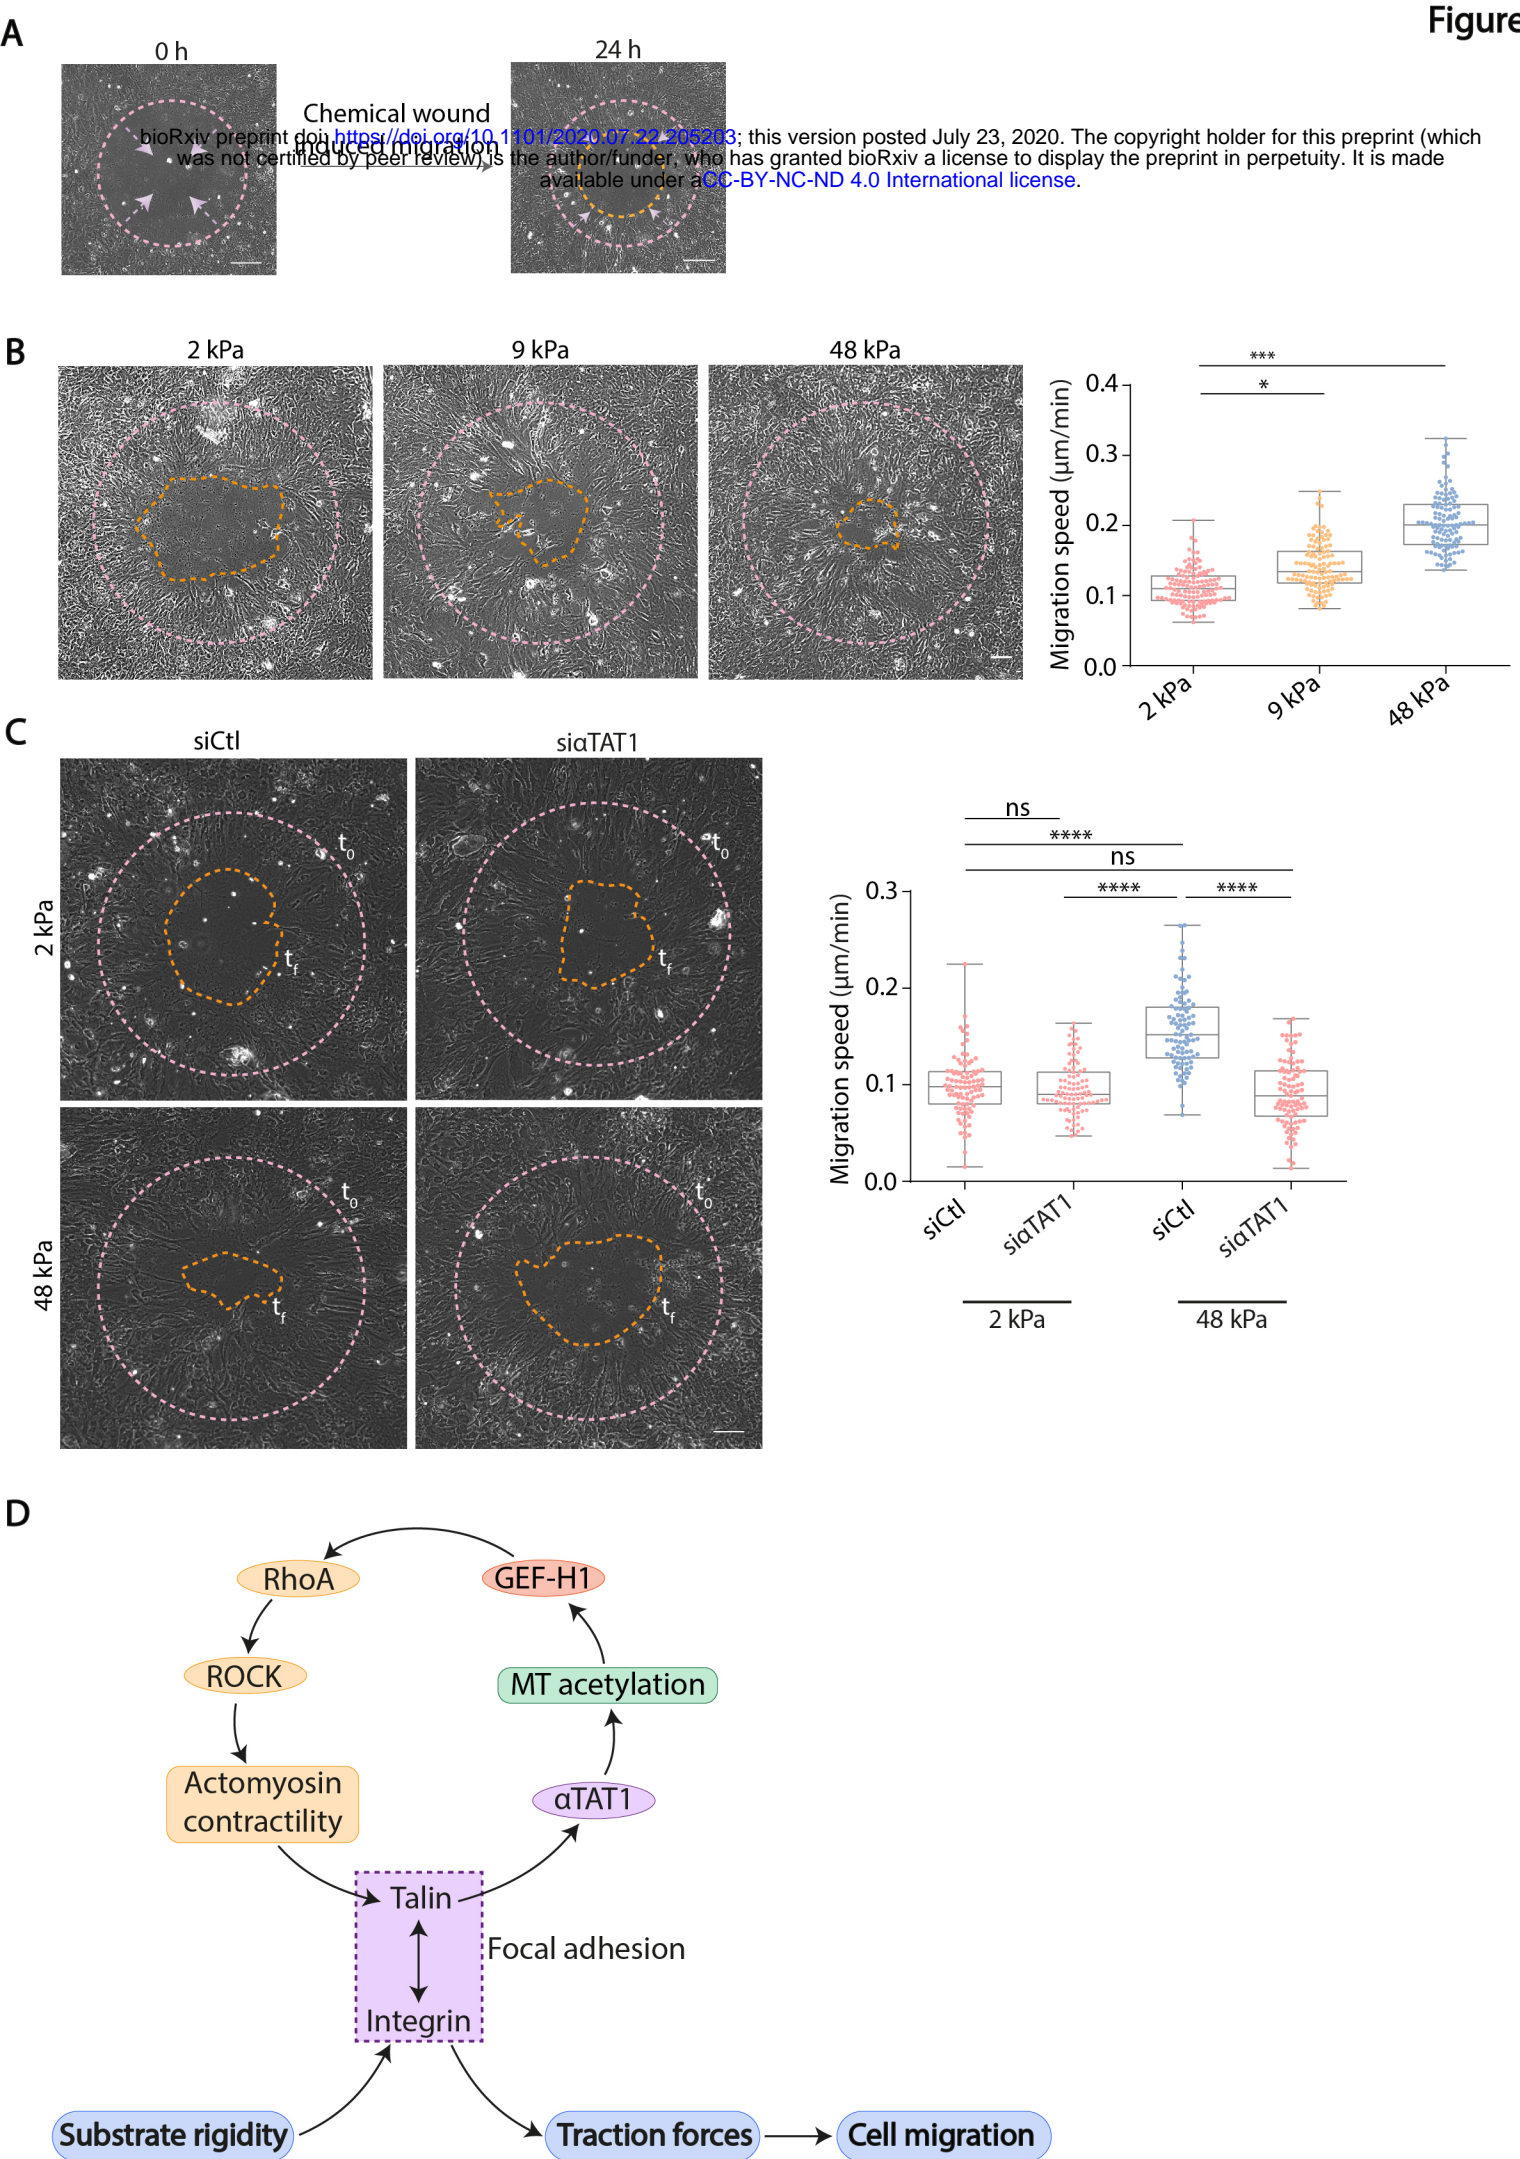 Figure
A
0 h
24 h
Chemical wound
induced migration
bioRxiv preprint doi: https://doi.org/10.1101/2020.07.22.205203; this version posted July 23, 2020. The copyright holder for this preprint (which
was not certified by peer review) is the author/funder, who has granted bioRxiv a license to display the preprint in perpetuity. It is made
available under aCC-BY-NC-ND 4.0 International license.
B
2 kPa
9 kPa
48 kPa
***
*
Migration speed (μm/min)
0.4
0.3
0.2
0.1
0.0
2 kPa
9 kPa
48 kPa
C
siCtl
siαTAT1
2 kPa
48 kPa
t0
tf
t0
tf
t0
tf
t0
tf
ns
****
ns
**** ****
Migration speed (μm/min)
0.3
0.2
0.1
0.0
siCtl
siαTAT1
siCtl
siαTAT1
2 kPa
48 kPa
D
RhoA
GEF-H1
ROCK
MT acetylation
Actomyosin
contractility
αTAT1
Talin
Focal adhesion
Integrin
Substrate rigidity
Traction forces
Cell migration